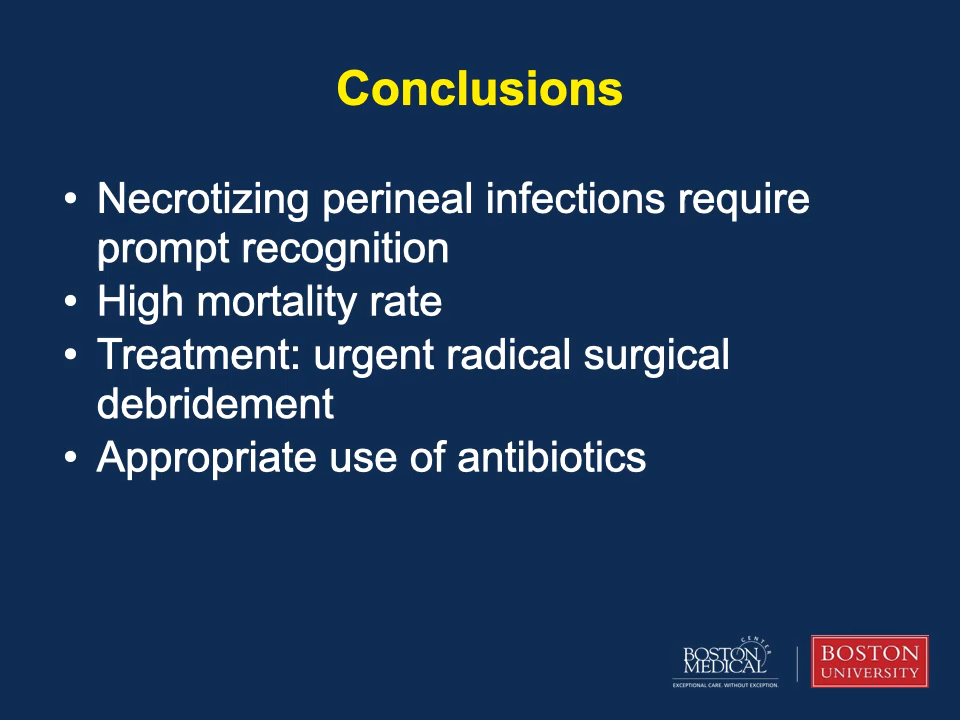 Conclusions
• Necrotizing perineal infections require
prompt recognition
• High mortality rate
• Treatment: urgent radical surgical
debridement
• Appropriate use of antibiotics
BOSTON
MEDICAL
CENTER
EXCEPTIONAL CARE. WITHOUT EXCEPTION.
BOSTON
UNIVERSITY